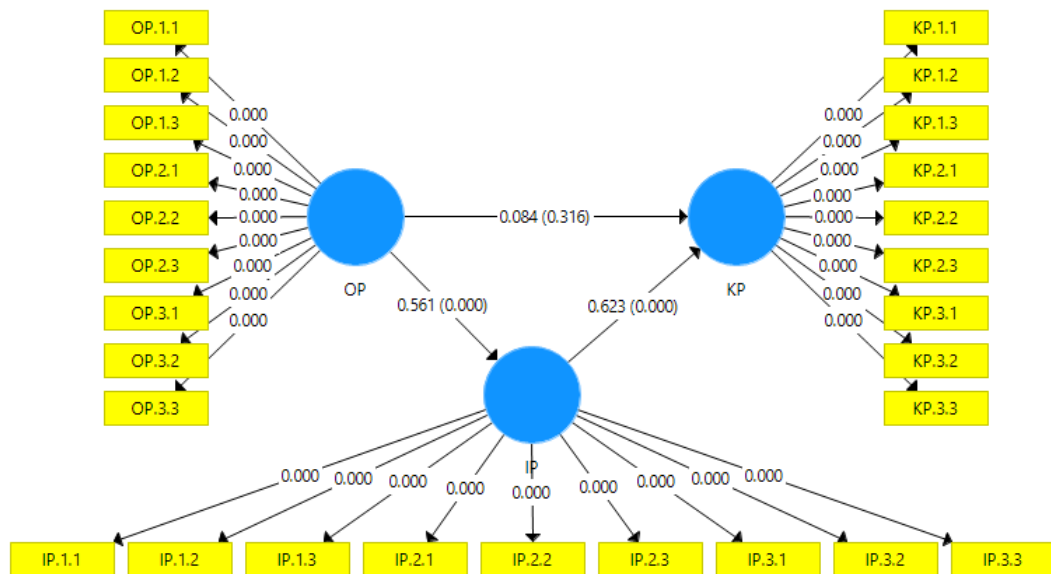 OP.1.1
OP.1.2
OP.1.3
OP.2.1
OP.2.2
OP.2.3
OP.3.1
OP.3.2
OP.3.3
0.000
0.000
0.000
0.000
0.000
0.000
0.000
0.000
0.000
OP
0.084 (0.316)
0.561 (0.000)
0.623 (0.000)
KP
0.000
0.000
0.000
0.000
0.000
0.000
0.000
0.000
0.000
KP.1.1
KP.1.2
KP.1.3
KP.2.1
KP.2.2
KP.2.3
KP.3.1
KP.3.2
KP.3.3
IP
0.000
0.000
0.000
0.000
0.000
0.000
0.000
0.000
0.000
IP.1.1
IP.1.2
IP.1.3
IP.2.1
IP.2.2
IP.2.3
IP.3.1
IP.3.2
IP.3.3